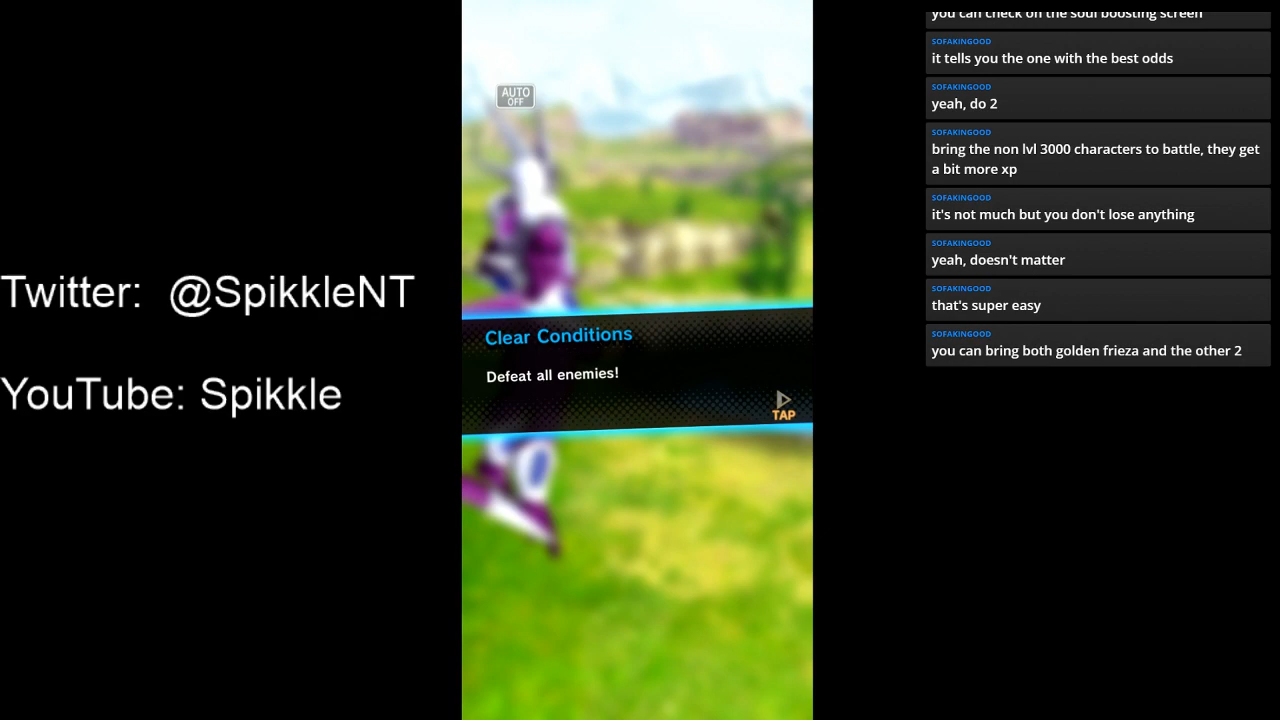 Twitter: @SpikkleNT
YouTube: Spikkle
AUTO
OFF
Clear Conditions
Defeat all enemies!
TAP
you can check on the soul boosting screen
SOFAKINGOOD
it tells you the one with the best odds
SOFAKINGOOD
yeah, do 2
SOFAKINGOOD
bring the non lvl 3000 characters to battle, they get
a bit more xp
SOFAKINGOOD
it's not much but you don't lose anything
SOFAKINGOOD
yeah, doesn't matter
SOFAKINGOOD
that's super easy
SOFAKINGOOD
you can bring both golden frieza and the other 2